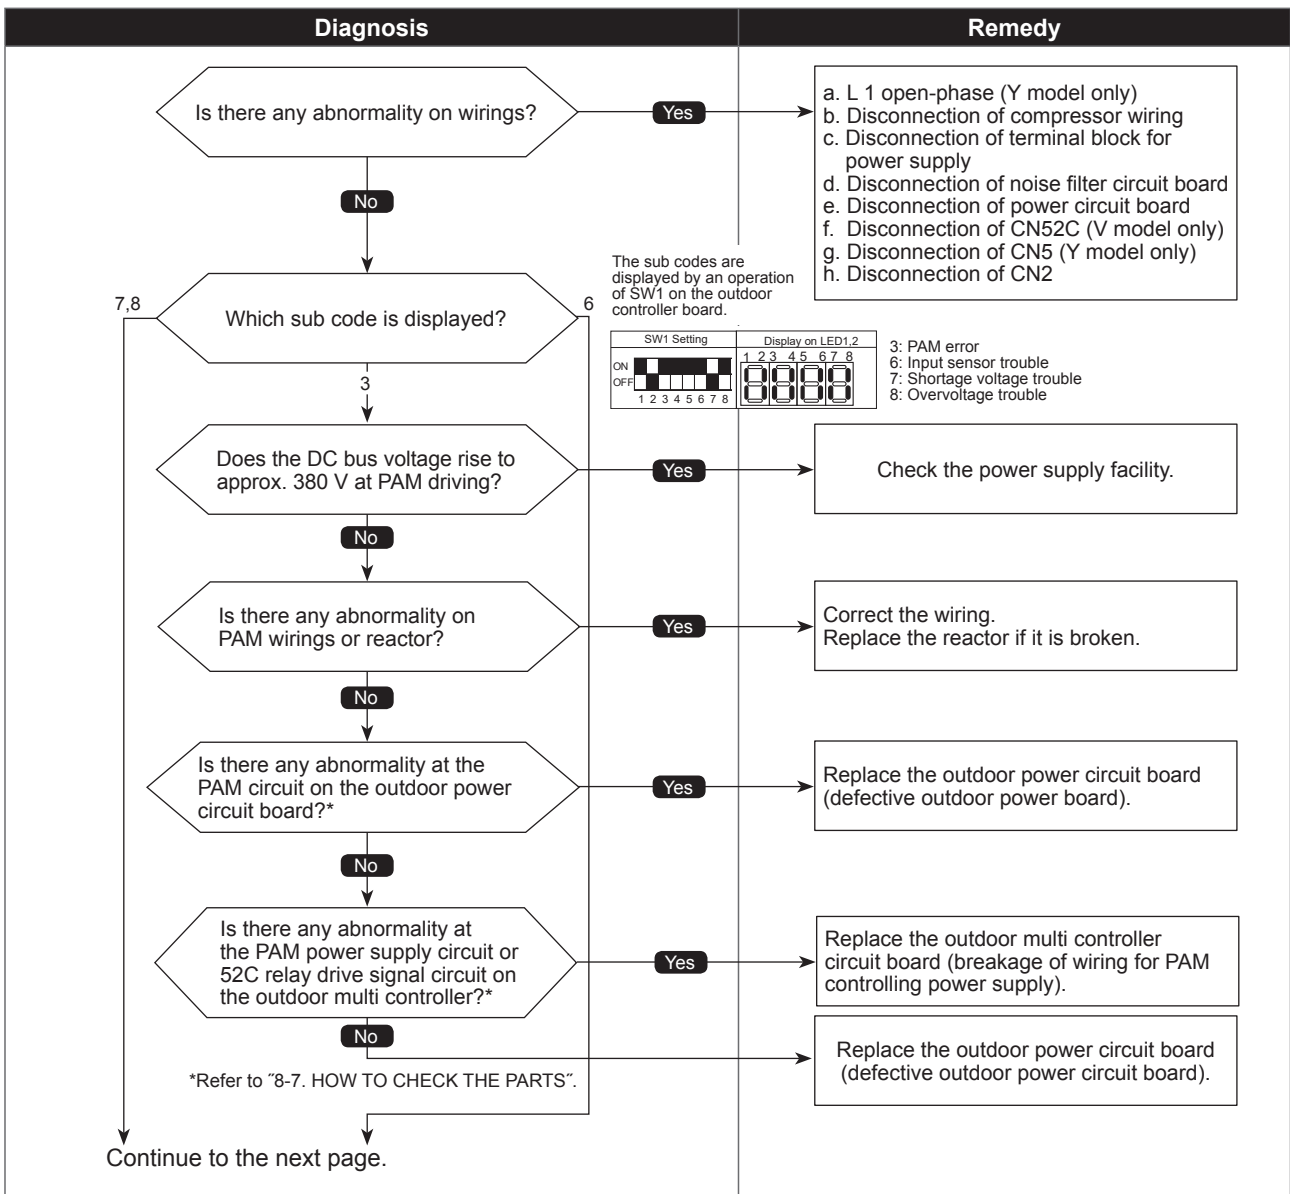 Diagnosis
Remedy
Is there any abnormality on wirings?
Yes
a. L 1 open-phase (Y model only)
b. Disconnection of compressor wiring
c. Disconnection of terminal block for
power supply
d. Disconnection of noise filter circuit board
e. Disconnection of power circuit board
f. Disconnection of CN52C (V model only)
g. Disconnection of CN5 (Y model only)
h. Disconnection of CN2
No
The sub codes are
displayed by an operation
of SW1 on the outdoor
controller board.
7,8
Which sub code is displayed?
6
3
SW1 Setting
Display on LED1,2
ON
OFF
1 2 3 4 5 6 7 8
1 2 3 4 5 6 7 8
3: PAM error
6: Input sensor trouble
7: Shortage voltage trouble
8: Overvoltage trouble
Does the DC bus voltage rise to
approx. 380 V at PAM driving?
Yes
Check the power supply facility.
No
Is there any abnormality on
PAM wirings or reactor?
Yes
Correct the wiring.
Replace the reactor if it is broken.
No
Is there any abnormality at the
PAM circuit on the outdoor power
circuit board?*
Yes
Replace the outdoor power circuit board
(defective outdoor power board).
No
Is there any abnormality at
the PAM power supply circuit or
52C relay drive signal circuit on
the outdoor multi controller?*
Yes
Replace the outdoor multi controller
circuit board (breakage of wiring for PAM
controlling power supply).
No
Replace the outdoor power circuit board
(defective outdoor power circuit board).
*Refer to ˝8-7. HOW TO CHECK THE PARTS˝.
Continue to the next page.